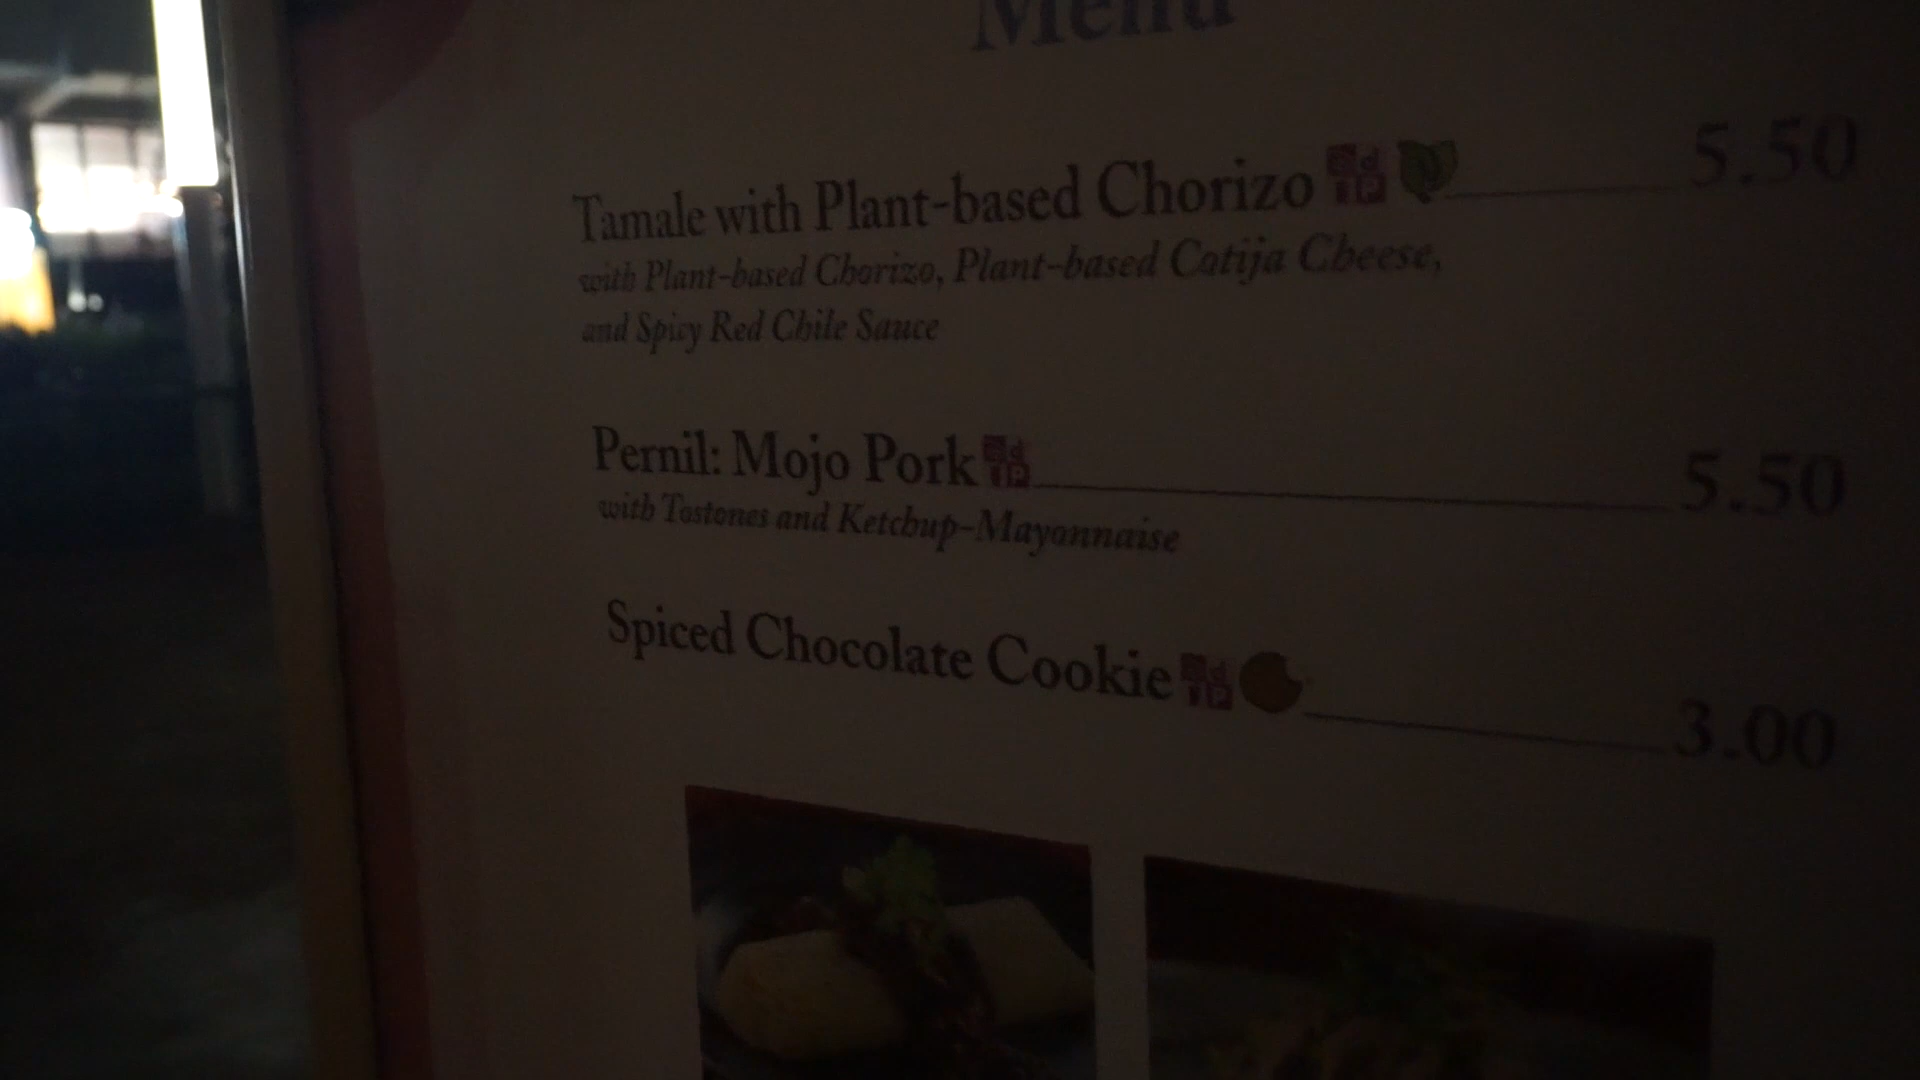 Menu
Tamale with Plant-based Chorizo 5.50
with Plant-based Chorizo, Plant-based Cotija Cheese,
and Spicy Red Chile Sauce
Pernil: Mojo Pork 5.50
with Tostones and Ketchup-Mayonnaise
Spiced Chocolate Cookie 3.00